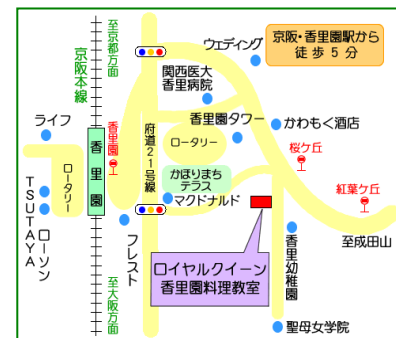 至京都方面
京阪本線
ウェディング
京阪・香里園駅から
徒歩5分
関西医大
香里病院
ライフ
香里園
香里園
府道21号線
香里園タワー
ロータリー
かわもく酒店
桜ケ丘
ロータリー
かほりまち
テラス
マクドナルド
紅葉ケ丘
TSUTAYA
ローソン
フレスト
至成田山
香里幼稚園
ロイヤルクイーン
香里園料理教室
至大阪方面
聖母女学院